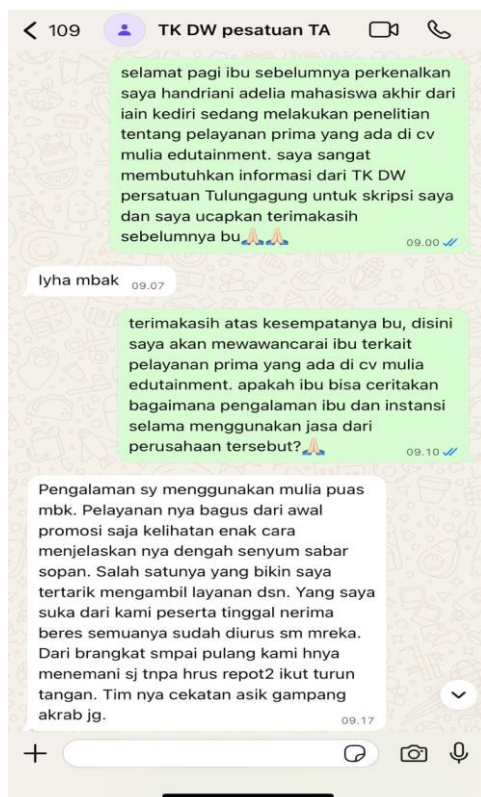 109
TK DW pesatuan TA
selamat pagi ibu sebelumnya perkenalkan
saya handriani adelia mahasiswa akhir dari
iain kediri sedang melakukan penelitian
tentang pelayanan prima yang ada di cv
mulia edutainment. saya sangat
membutuhkan informasi dari TK DW
persatuan Tulungagung untuk skripsi saya
dan saya ucapkan terimakasih
sebelumnya bu🙏🏻🙏🏻
09.00
Iyha mbak
09.07
terimakasih atas kesempatanya bu, disini
saya akan mewawancarai ibu terkait
pelayanan prima yang ada di cv mulia
edutainment. apakah ibu bisa ceritakan
bagaimana pengalaman ibu dan instansi
selama menggunakan jasa dari
perusahaan tersebut?🙏🏻
09.10
Pengalaman sy menggunakan mulia puas
mbk. Pelayanan nya bagus dari awal
promosi saja kelihatan enak cara
menjelaskan nya dengah senyum sabar
sopan. Salah satunya yang bikin saya
tertarik mengambil layanan dsn. Yang saya
suka dari kami peserta tinggal nerima
beres semuanya sudah diurus sm mreka.
Dari brangkat smpai pulang kami hnya
menemani sj tnpa hrus repot2 ikut turun
tangan. Tim nya cekatan asik gampang
akrab jg.
09.17